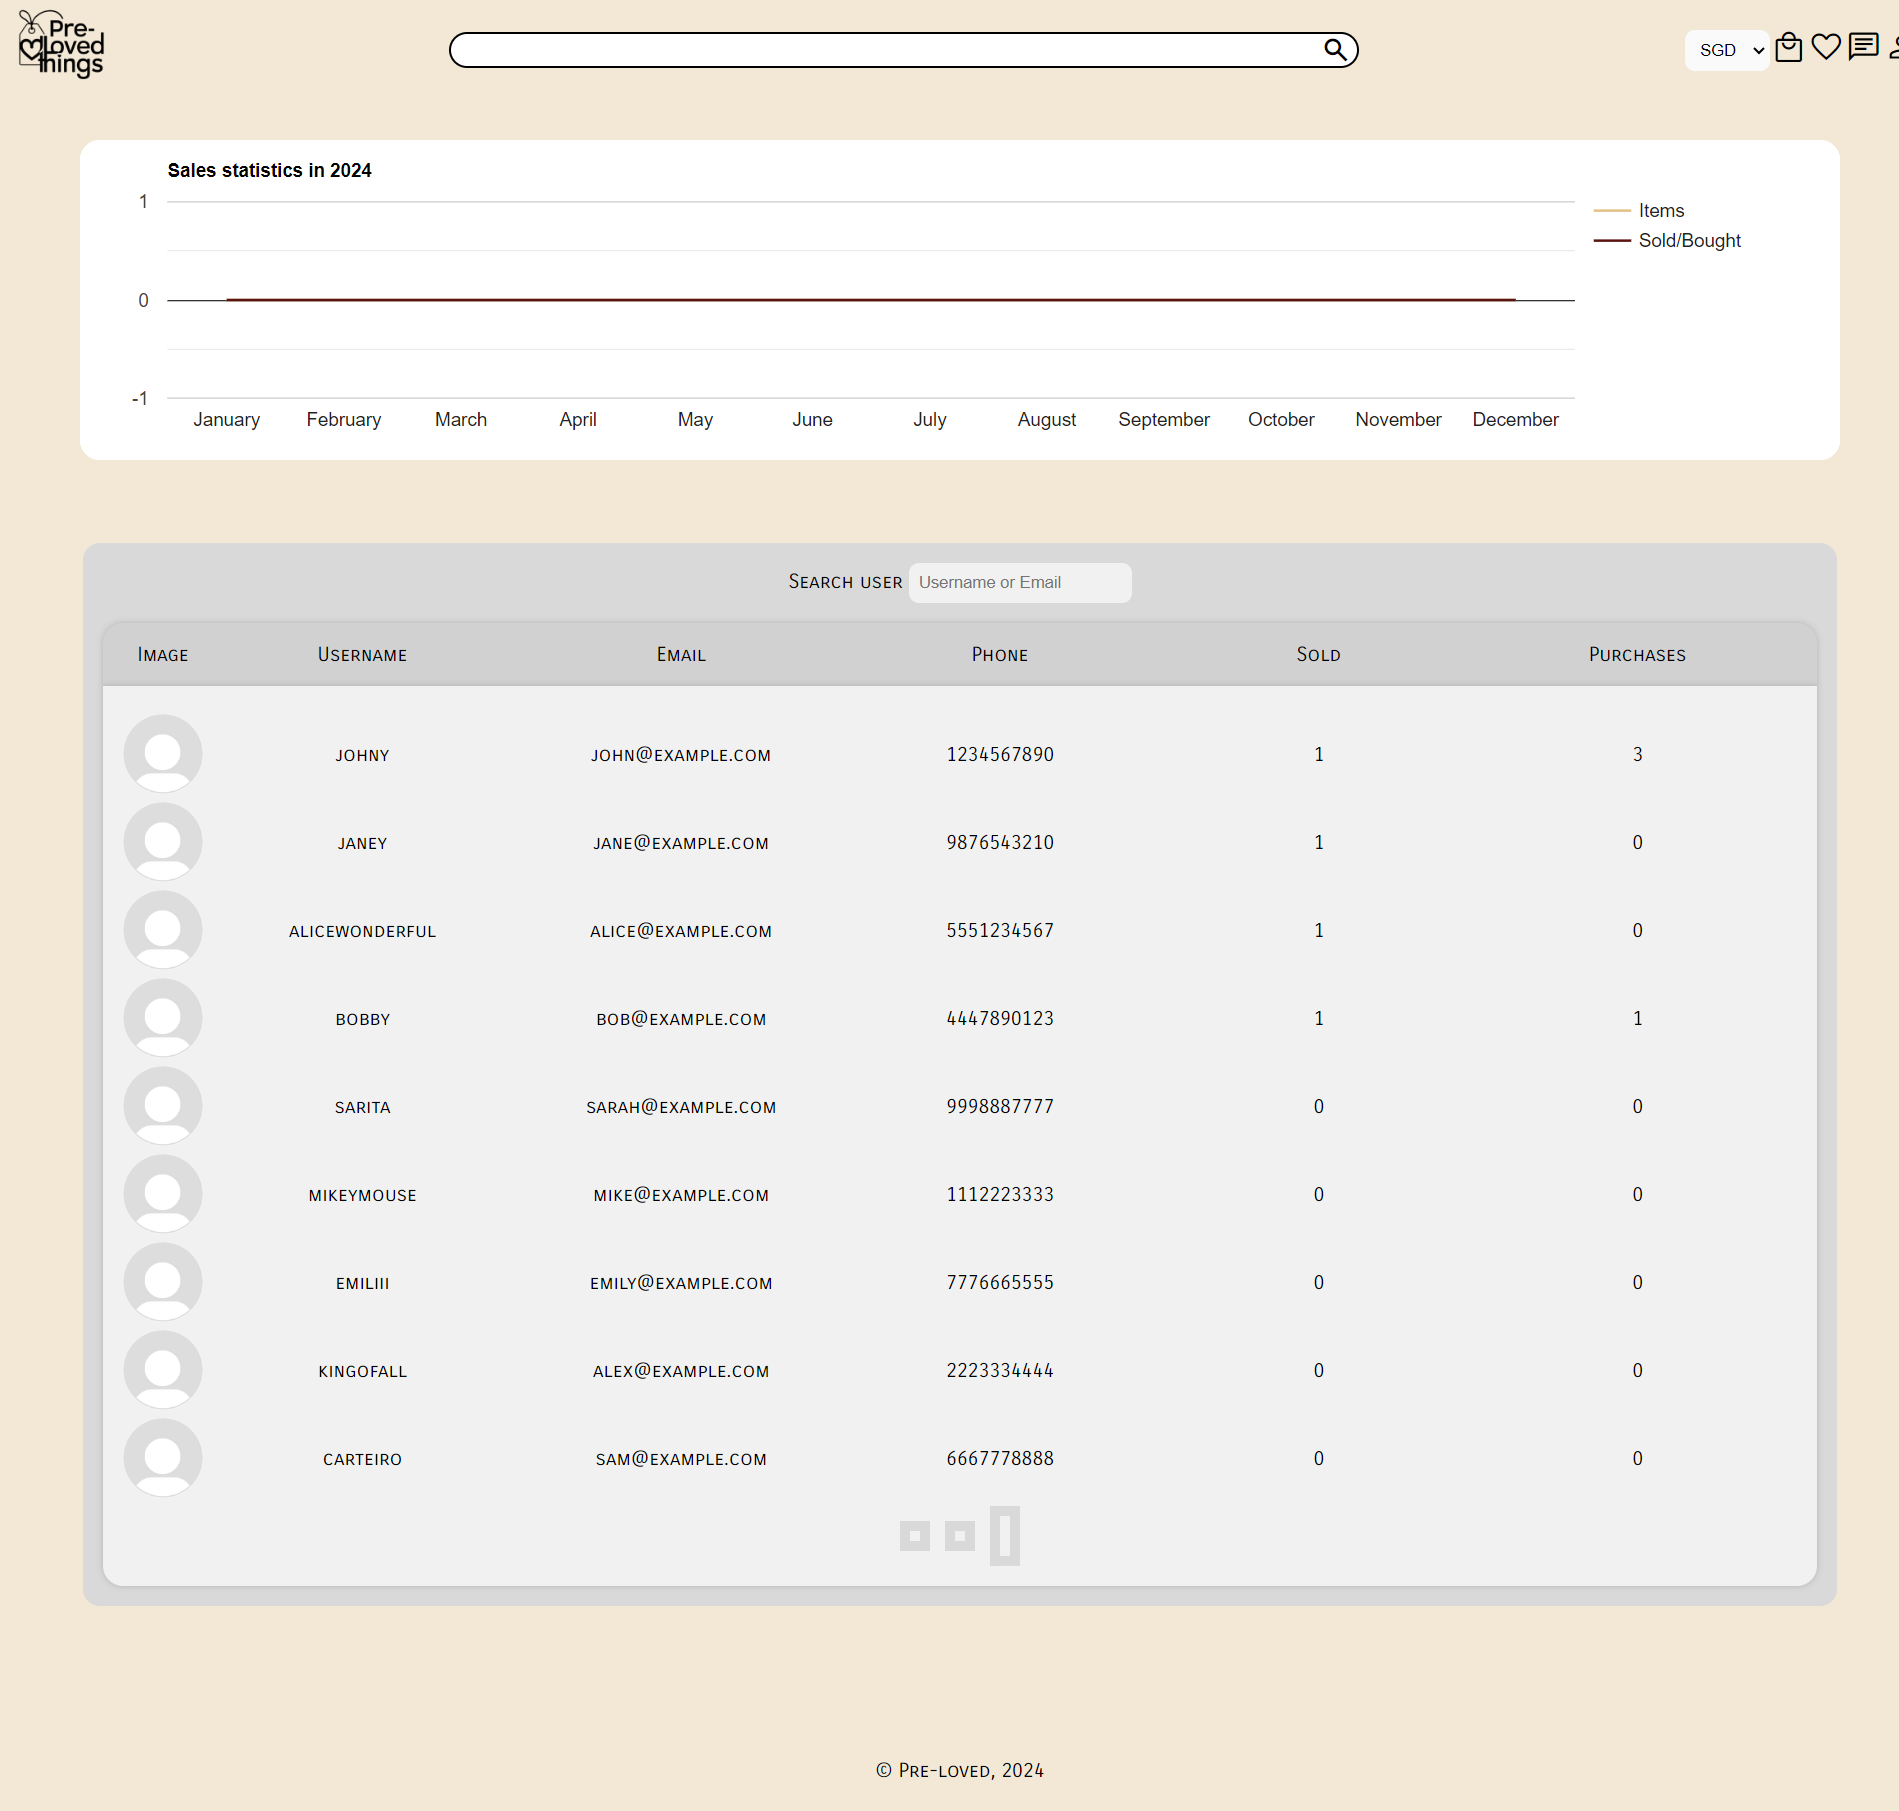 Pre-
loved
things
SGD
Sales statistics in 2024
1
0
-1
Items
Sold/Bought
January February March April May June July August September October November December
Search user Username or Email
Image Username Email Phone Sold Purchases
johny john@example.com 1234567890 1 3
janey jane@example.com 9876543210 1 0
alicewonderful alice@example.com 5551234567 1 0
bobby bob@example.com 4447890123 1 1
sarita sarah@example.com 9998887777 0 0
mikeymouse mike@example.com 1112223333 0 0
emiliii emily@example.com 7776665555 0 0
kingofall alex@example.com 2223334444 0 0
carteiro sam@example.com 6667778888 0 0
© Pre-loved, 2024